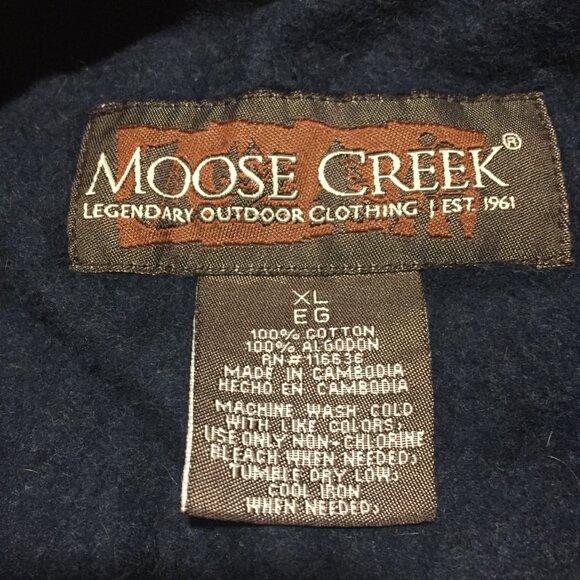 MOOSE CREEK®
LEGENDARY OUTDOOR CLOTHING | EST. 1961
XL
EG
100% COTTON
100% ALGODON
RN# 116636
MADE IN CAMBODIA
HECHO EN CAMBODIA
MACHINE WASH COLD
WITH LIKE COLORS;
USE ONLY NON-CHLORINE
BLEACH WHEN NEEDED;
TUMBLE DRY LOW;
COOL IRON
WHEN NEEDED;